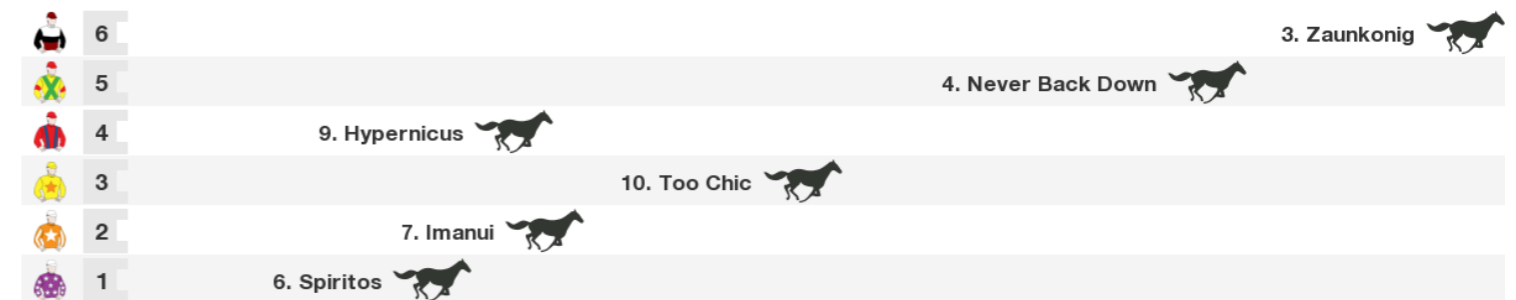 6 3. Zaunkonig
5 4. Never Back Down
4 9. Hypernicus
3 10. Too Chic
2 7. Imanui
1 6. Spiritos